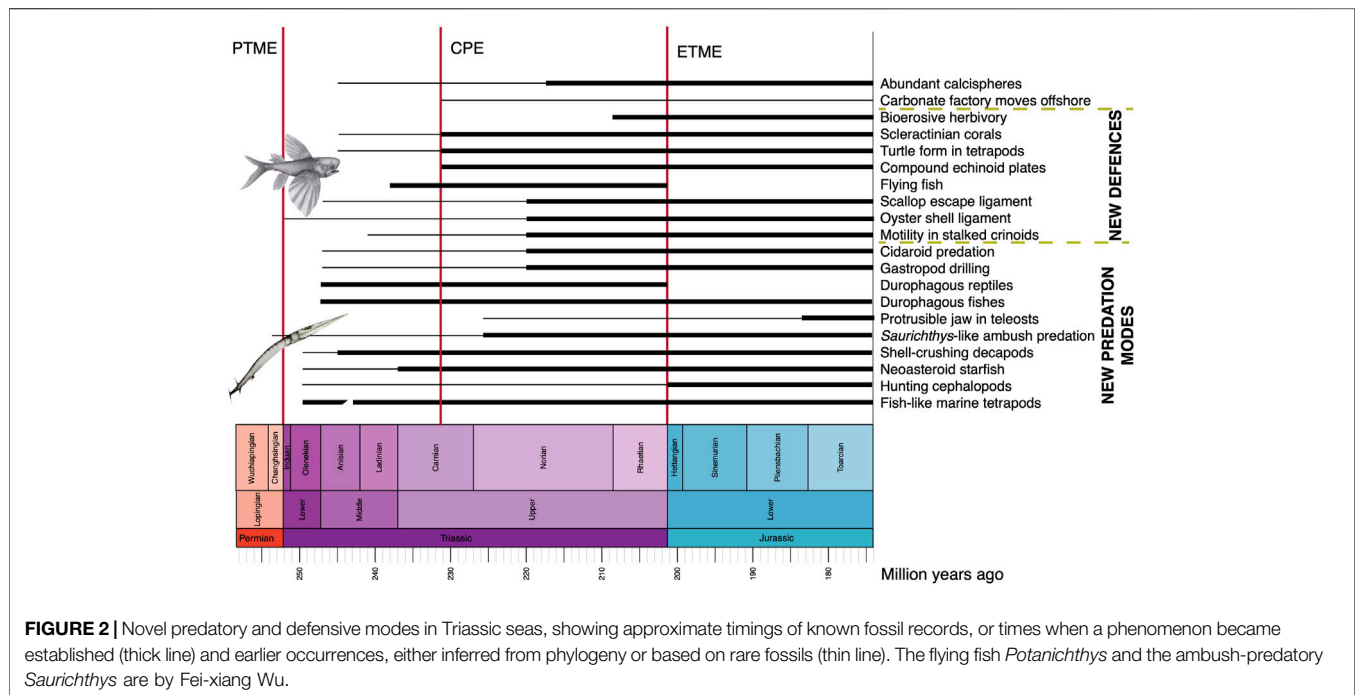 PTME
CPE
ETME
Abundant calcispheres
Carbonate factory moves offshore
Bioerosive herbivory
Scleractinian corals
Turtle form in tetrapods
Compound echinoid plates
Flying fish
Scallop escape ligament
Oyster shell ligament
Motility in stalked crinoids
Cidaroid predation
Gastropod drilling
Durophagous reptiles
Durophagous fishes
Protrusible jaw in teleosts
Saurichthys-like ambush predation
Shell-crushing decapods
Neoasteroid starfish
Hunting cephalopods
Fish-like marine tetrapods
NEW DEFENCES
NEW PREDATION
MODES
Wuchiapingian
Changhsingian
Induan
Olenekian
Anisian
Ladinian
Carnian
Norian
Rhaetian
Hettangian
Sinemurian
Pliensbachian
Toarcian
Lopingian
Lower
Middle
Upper
Lower
Permian
Triassic
Jurassic
250
240
230
220
210
200
190
180
Million years ago
FIGURE 2 | Novel predatory and defensive modes in Triassic seas, showing approximate timings of known fossil records, or times when a phenomenon became
established (thick line) and earlier occurrences, either inferred from phylogeny or based on rare fossils (thin line). The flying fish Potanichthys and the ambush-predatory
Saurichthys are by Fei-xiang Wu.